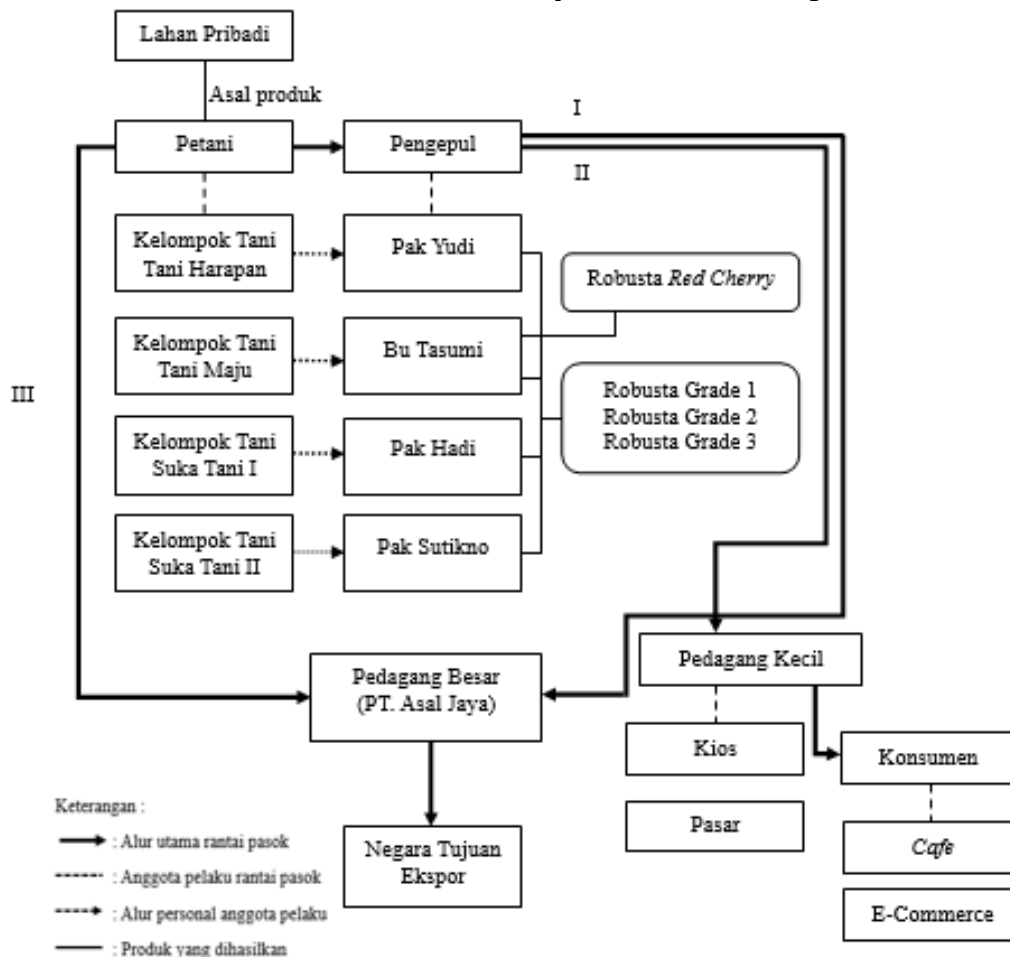 Lahan Pribadi
Asal produk
I
Petani
Pengepul
II
Kelompok Tani
Tani Harapan
Pak Yudi
Robusta Red Cherry
Kelompok Tani
Tani Maju
Bu Tasumi
III
Robusta Grade 1
Robusta Grade 2
Robusta Grade 3
Kelompok Tani
Suka Tani I
Pak Hadi
Kelompok Tani
Suka Tani II
Pak Sutikno
Pedagang Besar
(PT. Asal Jaya)
Pedagang Kecil
Kios
Konsumen
Pasar
Cafe
E-Commerce
Negara Tujuan
Ekspor
Keterangan :
: Alur utama rantai pasok
: Anggota pelaku rantai pasok
: Alur personal anggota pelaku
: Produk yang dihasilkan